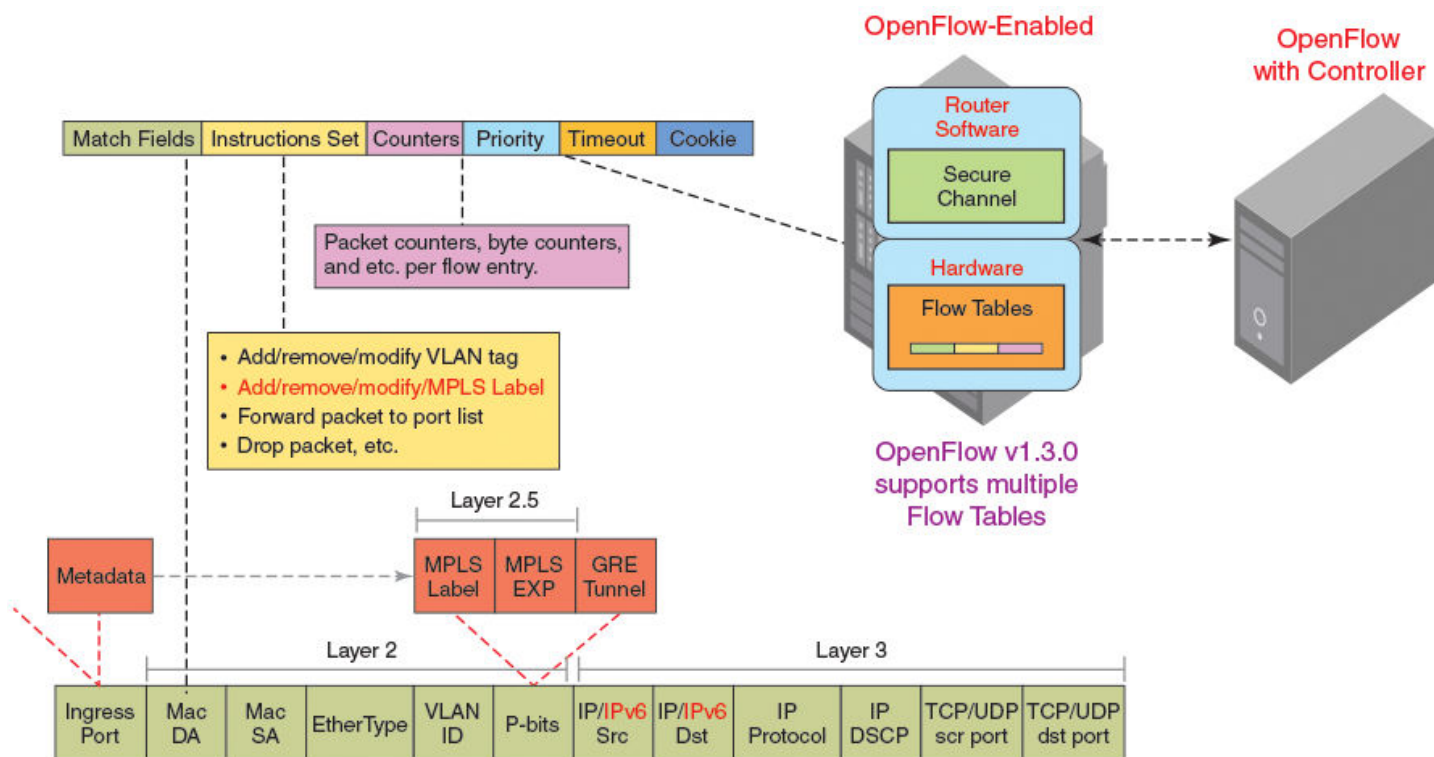 OpenFlow-Enabled
OpenFlow
with Controller
Router
Software
Secure
Channel
Hardware
Flow Tables
OpenFlow v1.3.0
supports multiple
Flow Tables
Match Fields Instructions Set Counters Priority Timeout Cookie
Packet counters, byte counters,
and etc. per flow entry.
• Add/remove/modify VLAN tag
• Add/remove/modify/MPLS Label
• Forward packet to port list
• Drop packet, etc.
Layer 2.5
Metadata
MPLS
Label
MPLS
EXP
GRE
Tunnel
Layer 2
Layer 3
Ingress
Port
Mac
DA
Mac
SA
EtherType
VLAN
ID
P-bits
IP/IPv6
Src
IP/IPv6
Dst
IP
Protocol
IP
DSCP
TCP/UDP
scr port
TCP/UDP
dst port